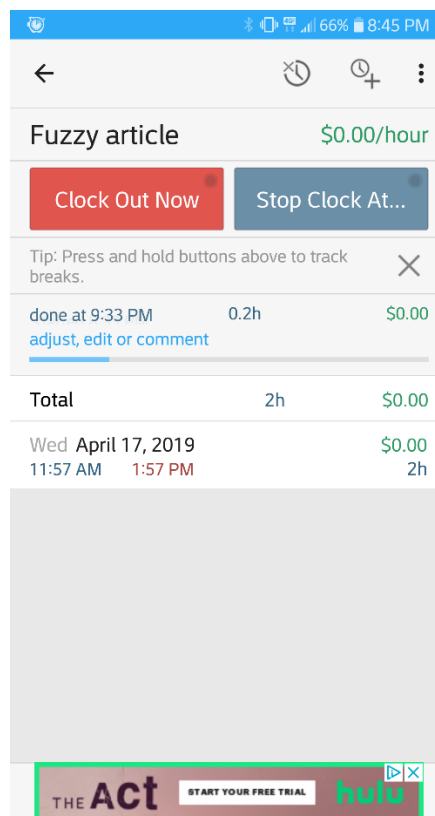 4G 66% 8:45 PM
Fuzzy article $0.00/hour
Clock Out Now Stop Clock At...
Tip: Press and hold buttons above to track
breaks.
done at 9:33 PM 0.2h $0.00
adjust, edit or comment
Total 2h $0.00
Wed April 17, 2019 $0.00
11:57 AM 1:57 PM 2h
THE ACT START YOUR FREE TRIAL hulu